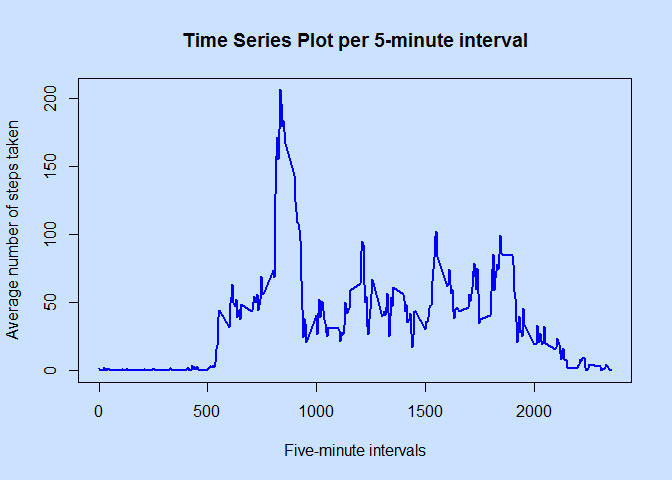 Time Series Plot per 5-minute interval
Average number of steps taken
200
150
100
50
0
0 500 1000 1500 2000
Five-minute intervals